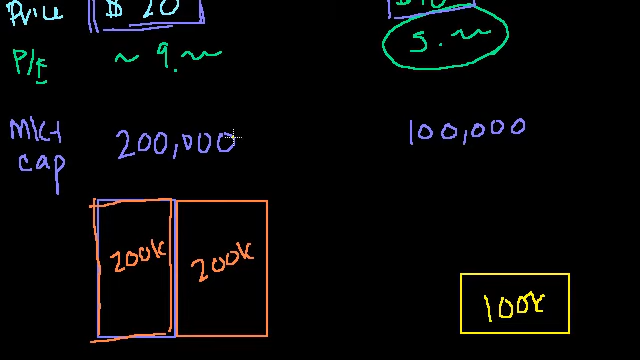 Price $ 20
P/E ~ 9. ~ 5. ~
Mkt cap 200,000 100,000
200k 200k
100k